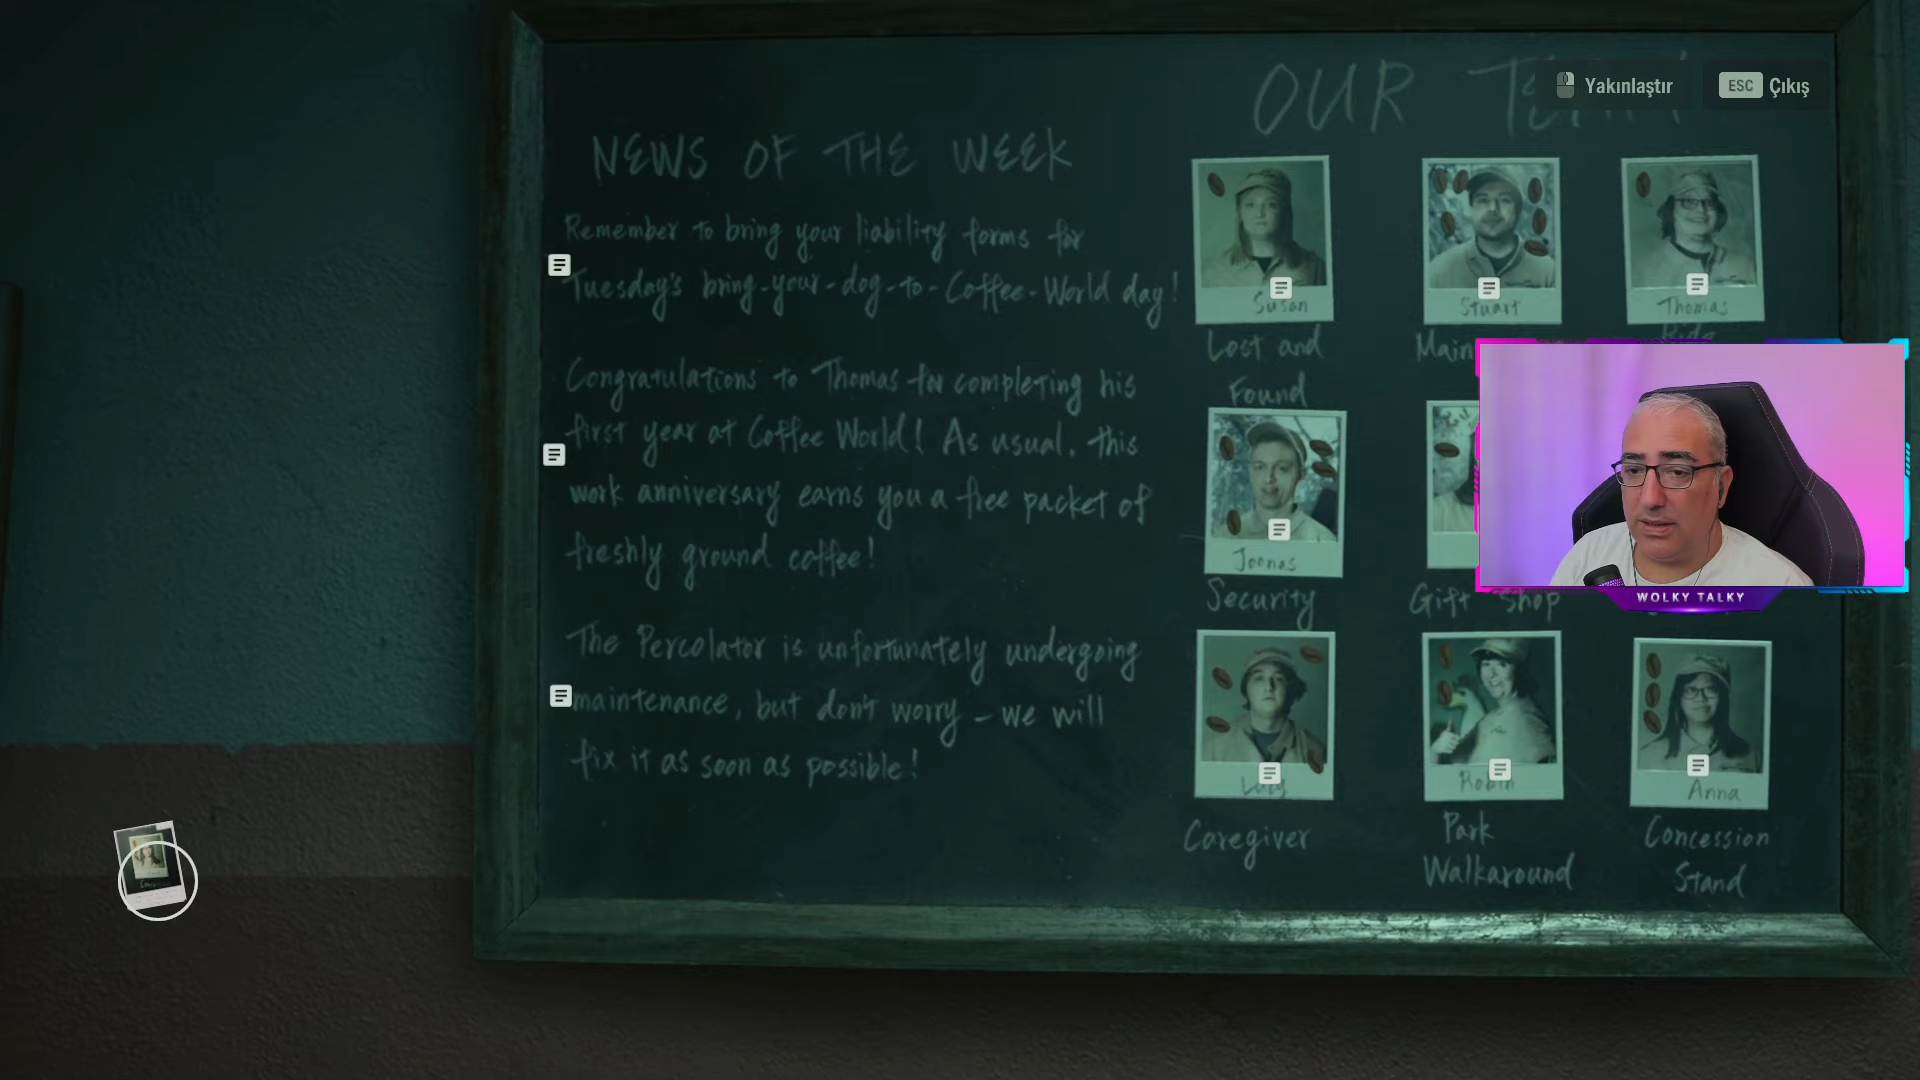 Yakınlaştır
ESC Çıkış
OUR
NEWS OF THE WEEK
Remember to bring your liability forms for
Tuesday's bring-your-dog-to-Coffee-World day!
Congratulations to Thomas for completing his
first year at Coffee World! As usual, this
work anniversary earns you a free packet of
freshly ground coffee!
The Percolator is unfortunately undergoing
maintenance, but don't worry - we will
fix it as soon as possible!
Susan
Lost and
Found
Stuart
Main
Thomas
Joonas
Security
Gift Shop
Lucy
Caregiver
Robin
Park
Walkaround
Anna
Concession
Stand
WOLKY TALKY